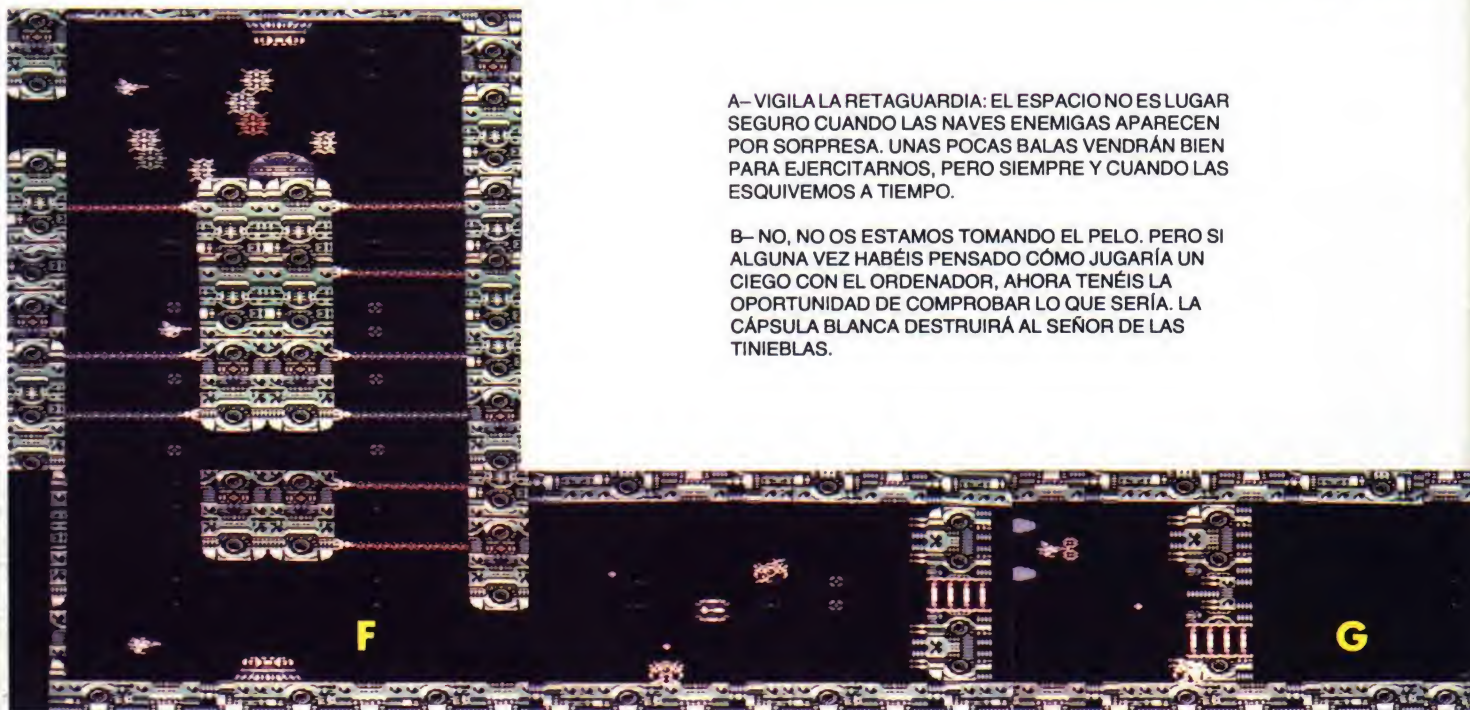 A– VIGILA LA RETAGUARDIA: EL ESPACIO NO ES LUGAR
SEGURO CUANDO LAS NAVES ENEMIGAS APARECEN
POR SORPRESA. UNAS POCAS BALAS VENDRÁN BIEN
PARA EJERCITARNOS, PERO SIEMPRE Y CUANDO LAS
ESQUIVEMOS A TIEMPO.
B– NO, NO OS ESTAMOS TOMANDO EL PELO. PERO SI
ALGUNA VEZ HABÉIS PENSADO CÓMO JUGARÍA UN
CIEGO CON EL ORDENADOR, AHORA TENÉIS LA
OPORTUNIDAD DE COMPROBAR LO QUE SERÍA. LA
CÁPSULA BLANCA DESTRUIRÁ AL SEÑOR DE LAS
TINIEBLAS.
F
G